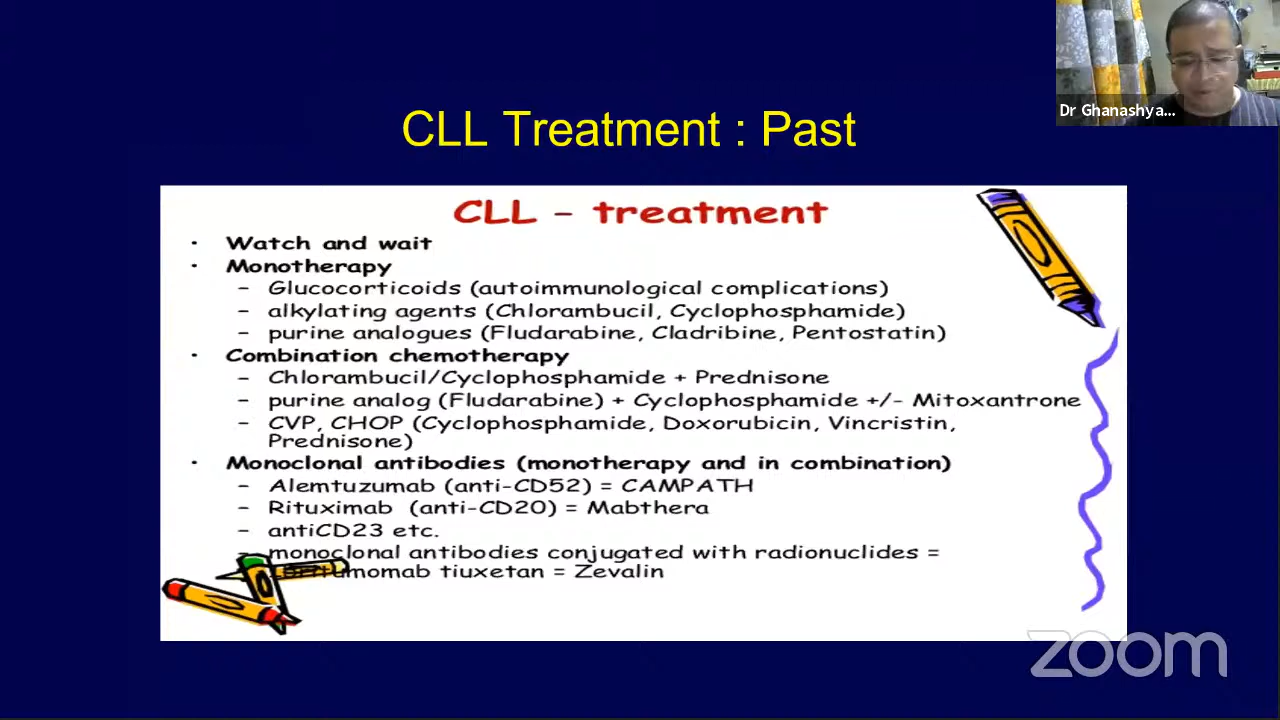 Dr Ghanashya...
CLL Treatment : Past
CLL - treatment
· Watch and wait
· Monotherapy
- Glucocorticoids (autoimmunological complications)
- alkylating agents (Chlorambucil, Cyclophosphamide)
- purine analogues (Fludarabine, Cladribine, Pentostatin)
· Combination chemotherapy
- Chlorambucil/Cyclophosphamide + Prednisone
- purine analog (Fludarabine) + Cyclophosphamide +/- Mitoxantrone
- CVP, CHOP (Cyclophosphamide, Doxorubicin, Vincristin,
Prednisone)
· Monoclonal antibodies (monotherapy and in combination)
- Alemtuzumab (anti-CD52) = CAMPATH
- Rituximab (anti-CD20) = Mabthera
- antiCD23 etc.
- monoclonal antibodies conjugated with radionuclides =
tiuxetan = Zevalin
zoom